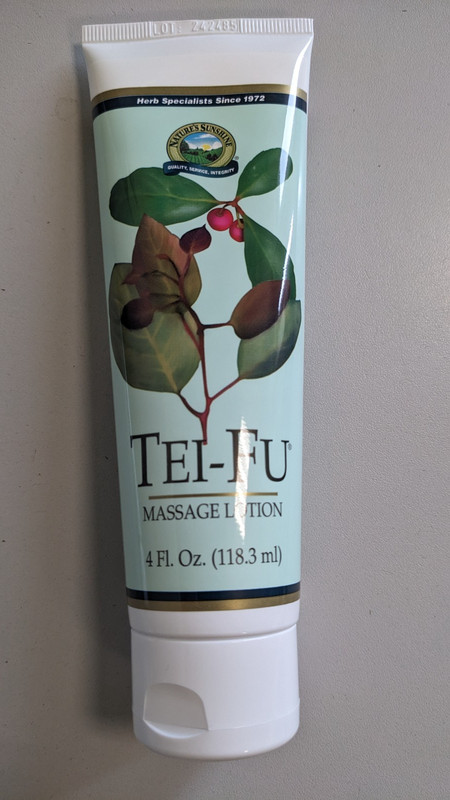 LOT: 242485
Herb Specialists Since 1972
NATURE'S SUNSHINE®
QUALITY, SERVICE, INTEGRITY
TEI-FU®
MASSAGE LOTION
4 Fl. Oz. (118.3 ml)